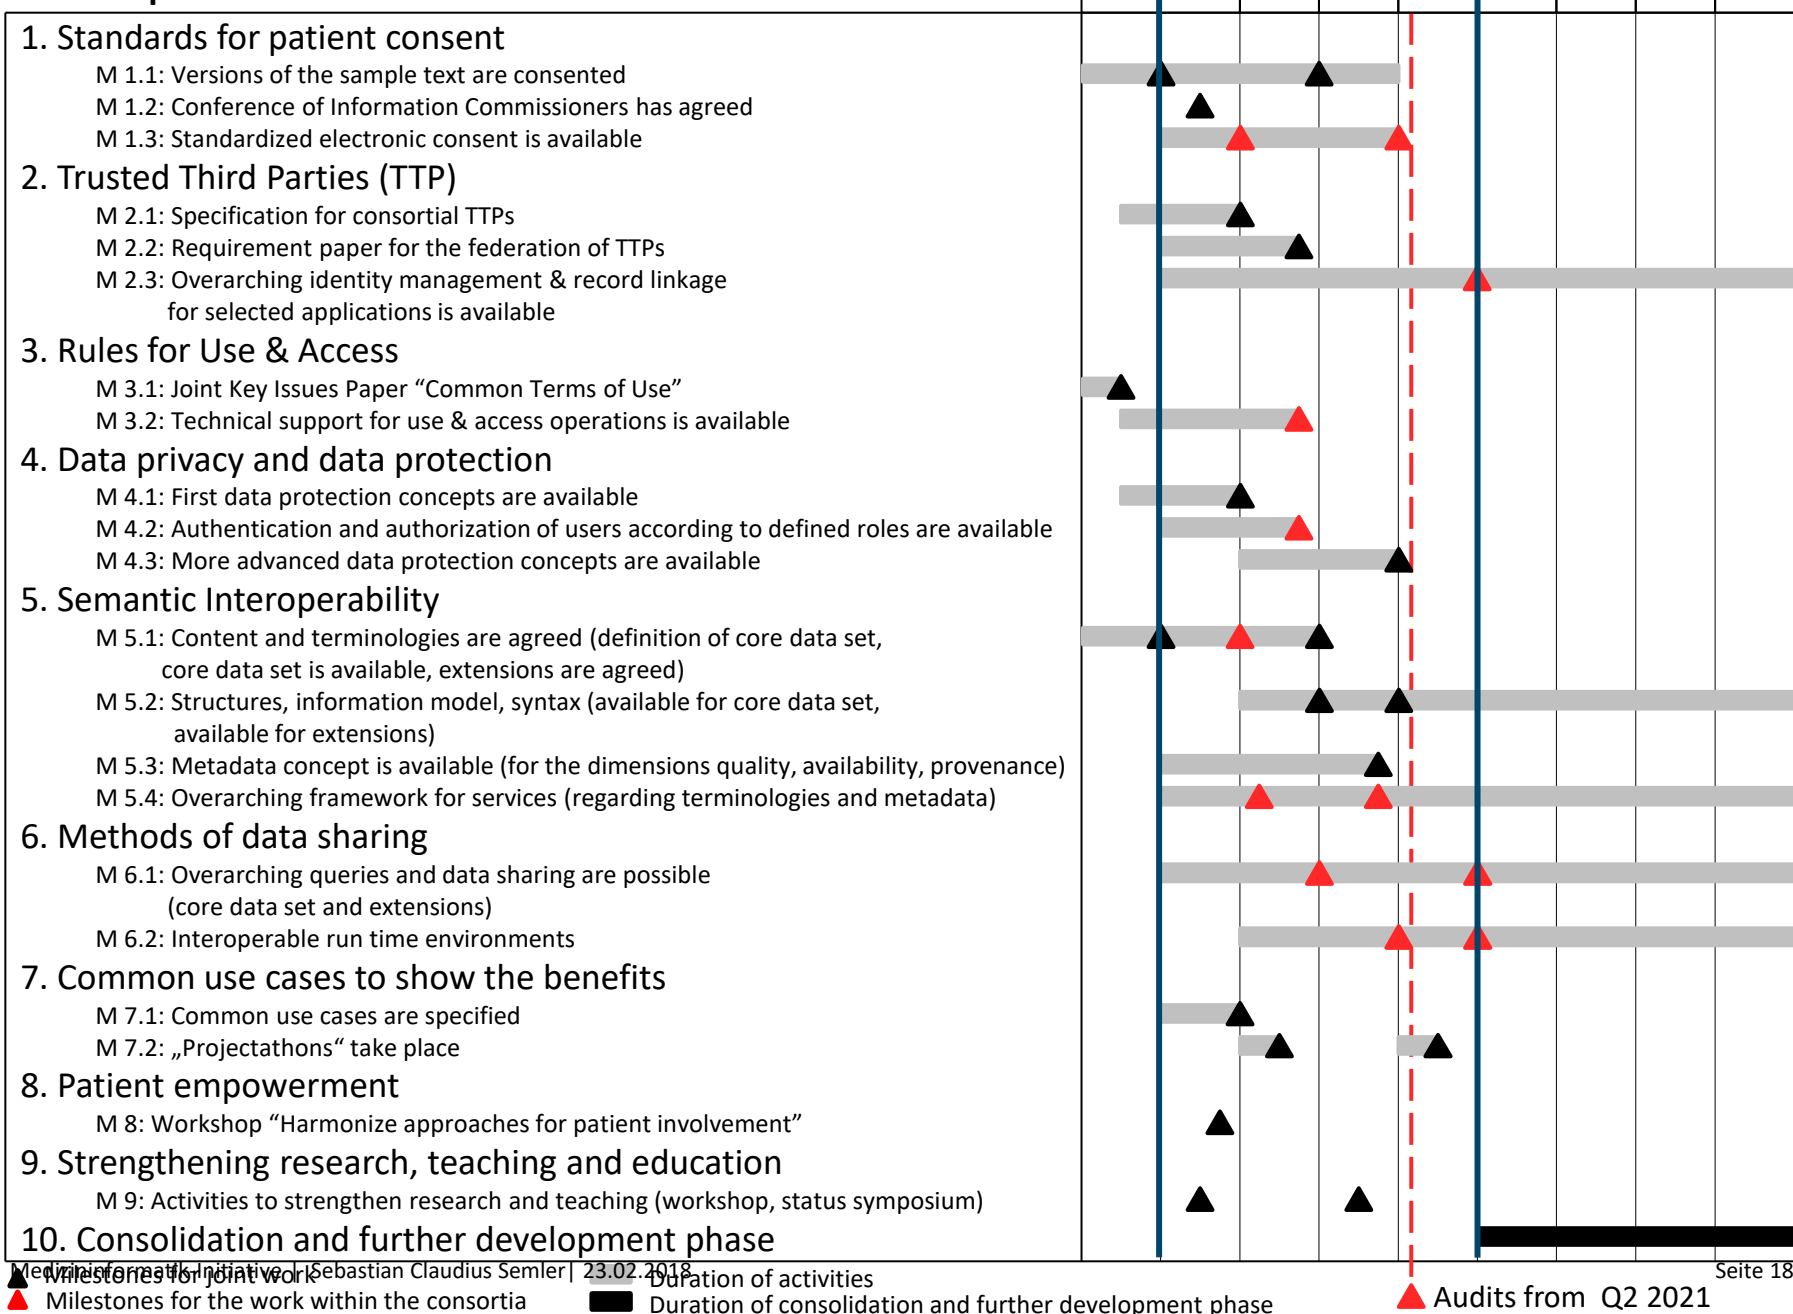 1. Standards for patient consent
M 1.1: Versions of the sample text are consented
M 1.2: Conference of Information Commissioners has agreed
M 1.3: Standardized electronic consent is available
2. Trusted Third Parties (TTP)
M 2.1: Specification for consortial TTPs
M 2.2: Requirement paper for the federation of TTPs
M 2.3: Overarching identity management & record linkage
for selected applications is available
3. Rules for Use & Access
M 3.1: Joint Key Issues Paper “Common Terms of Use”
M 3.2: Technical support for use & access operations is available
4. Data privacy and data protection
M 4.1: First data protection concepts are available
M 4.2: Authentication and authorization of users according to defined roles are available
M 4.3: More advanced data protection concepts are available
5. Semantic Interoperability
M 5.1: Content and terminologies are agreed (definition of core data set,
core data set is available, extensions are agreed)
M 5.2: Structures, information model, syntax (available for core data set,
available for extensions)
M 5.3: Metadata concept is available (for the dimensions quality, availability, provenance)
M 5.4: Overarching framework for services (regarding terminologies and metadata)
6. Methods of data sharing
M 6.1: Overarching queries and data sharing are possible
(core data set and extensions)
M 6.2: Interoperable run time environments
7. Common use cases to show the benefits
M 7.1: Common use cases are specified
M 7.2: „Projectathons“ take place
8. Patient empowerment
M 8: Workshop “Harmonize approaches for patient involvement”
9. Strengthening research, teaching and education
M 9: Activities to strengthen research and teaching (workshop, status symposium)
10. Consolidation and further development phase
Medizininformatik-Initiative | Sebastian Claudius Semler| 23.02.2018
Seite 18
Milestones for joint work
Duration of activities
Milestones for the work within the consortia
Duration of consolidation and further development phase
Audits from Q2 2021